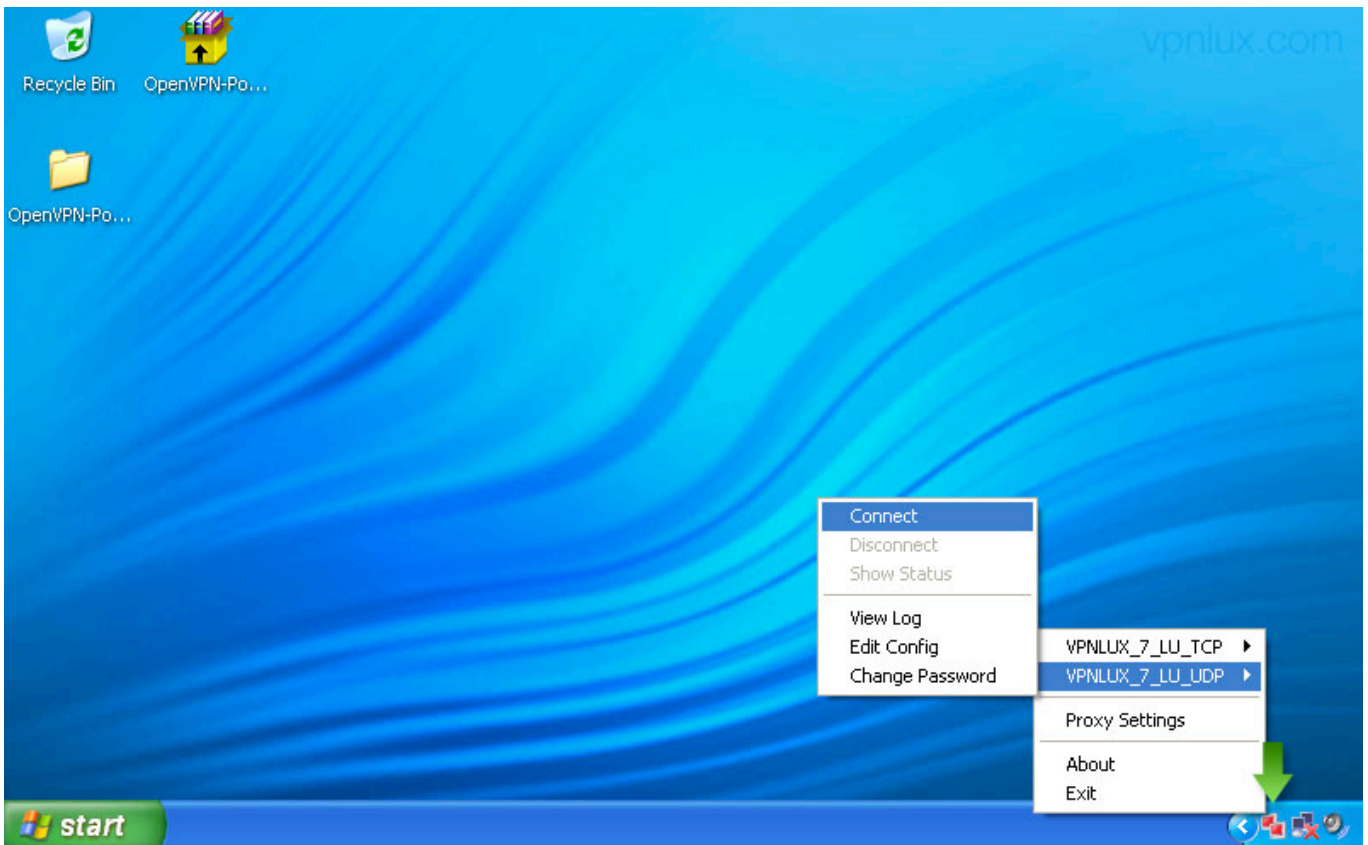 vpnlux.com
Recycle Bin
OpenVPN-Po...
OpenVPN-Po...
Connect
Disconnect
Show Status
View Log
Edit Config
Change Password
VPNLUX_7_LU_TCP
VPNLUX_7_LU_UDP
Proxy Settings
About
Exit
start